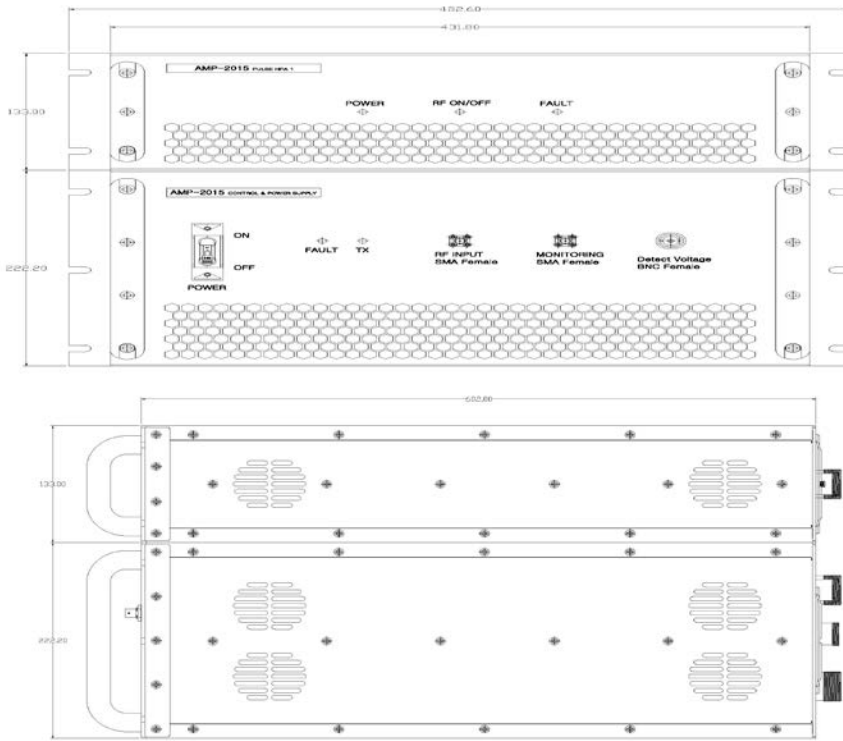 482.60
431.80
AMP-2015 PULSE HPA 1
POWER RF ON/OFF FAULT
133.00
AMP-2015 CONTROL & POWER SUPPLY
ON
FAULT TX
RF INPUT
SMA Female
MONITORING
SMA Female
Detect Voltage
BNC Female
OFF
POWER
222.20
133.00
222.20